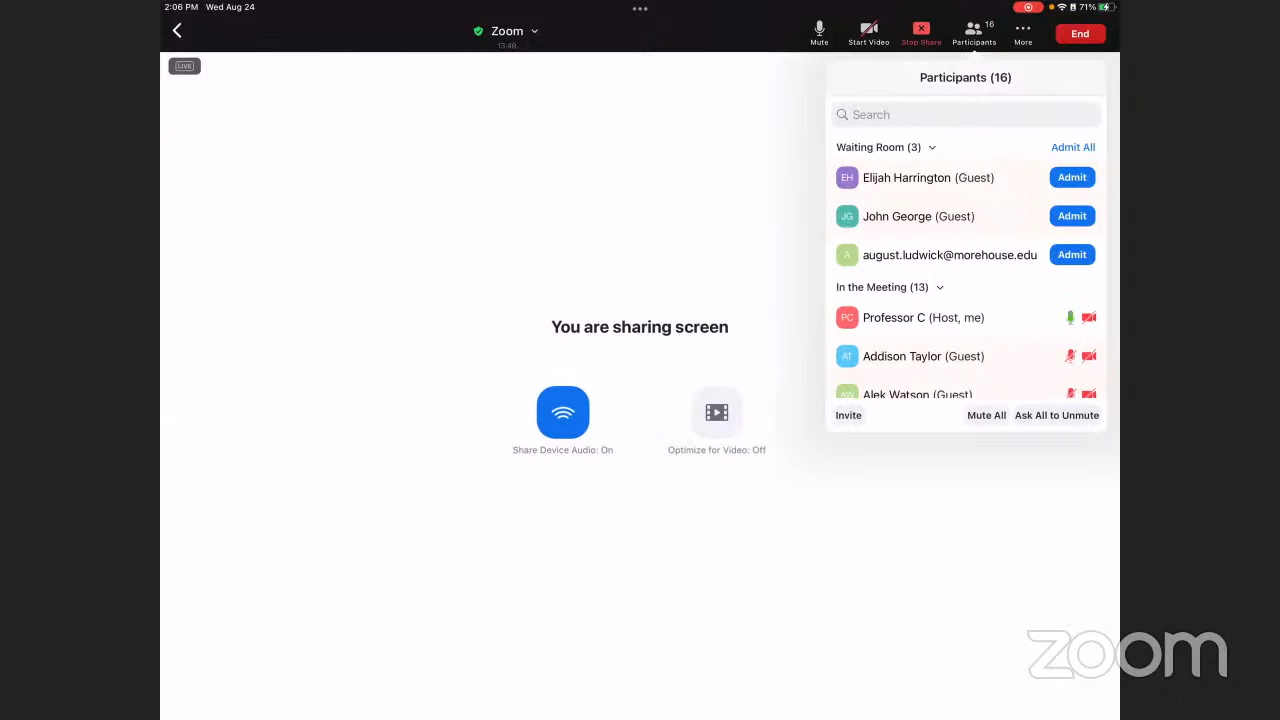 2:06 PM Wed Aug 24
71%
Zoom
13:40
Mute
Start Video
Stop Share
Participants
16
More
End
LIVE
Participants (16)
Search
Waiting Room (3)
Admit All
EH Elijah Harrington (Guest) Admit
JG John George (Guest) Admit
A august.ludwick@morehouse.edu Admit
In the Meeting (13)
PC Professor C (Host, me)
AT Addison Taylor (Guest)
AW Alek Watson (Guest)
Invite Mute All Ask All to Unmute
You are sharing screen
Share Device Audio: On
Optimize for Video: Off
zoom